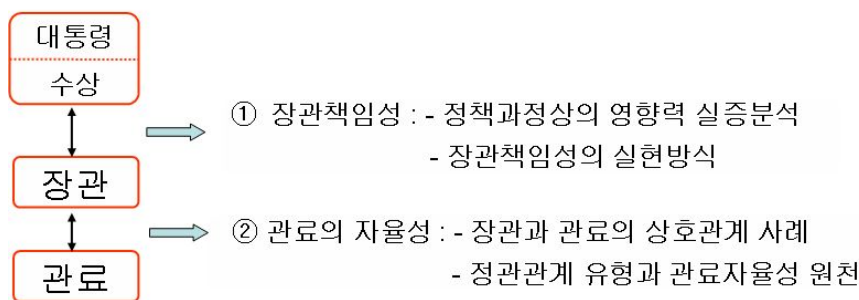 대통령
수상
① 장관책임성 : - 정책과정상의 영향력 실증분석
- 장관책임성의 실현방식
장관
② 관료의 자율성 : - 장관과 관료의 상호관계 사례
- 정관관계 유형과 관료자율성 원천
관료